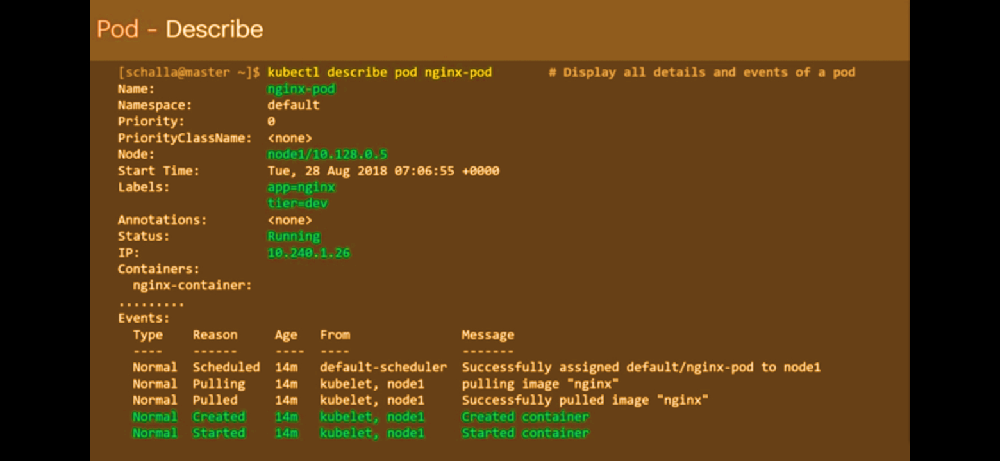 Pod - Describe
[schalla@master ~]$ kubectl describe pod nginx-pod # Display all details and events of a pod
Name: nginx-pod
Namespace: default
Priority: 0
PriorityClassName: <none>
Node: node1/10.128.0.5
Start Time: Tue, 28 Aug 2018 07:06:55 +0000
Labels: app=nginx
tier=dev
Annotations: <none>
Status: Running
IP: 10.240.1.26
Containers:
nginx-container:
.........
Events:
Type Reason Age From Message
---- ------ ---- ---- -------
Normal Scheduled 14m default-scheduler Successfully assigned default/nginx-pod to node1
Normal Pulling 14m kubelet, node1 pulling image "nginx"
Normal Pulled 14m kubelet, node1 Successfully pulled image "nginx"
Normal Created 14m kubelet, node1 Created container
Normal Started 14m kubelet, node1 Started container